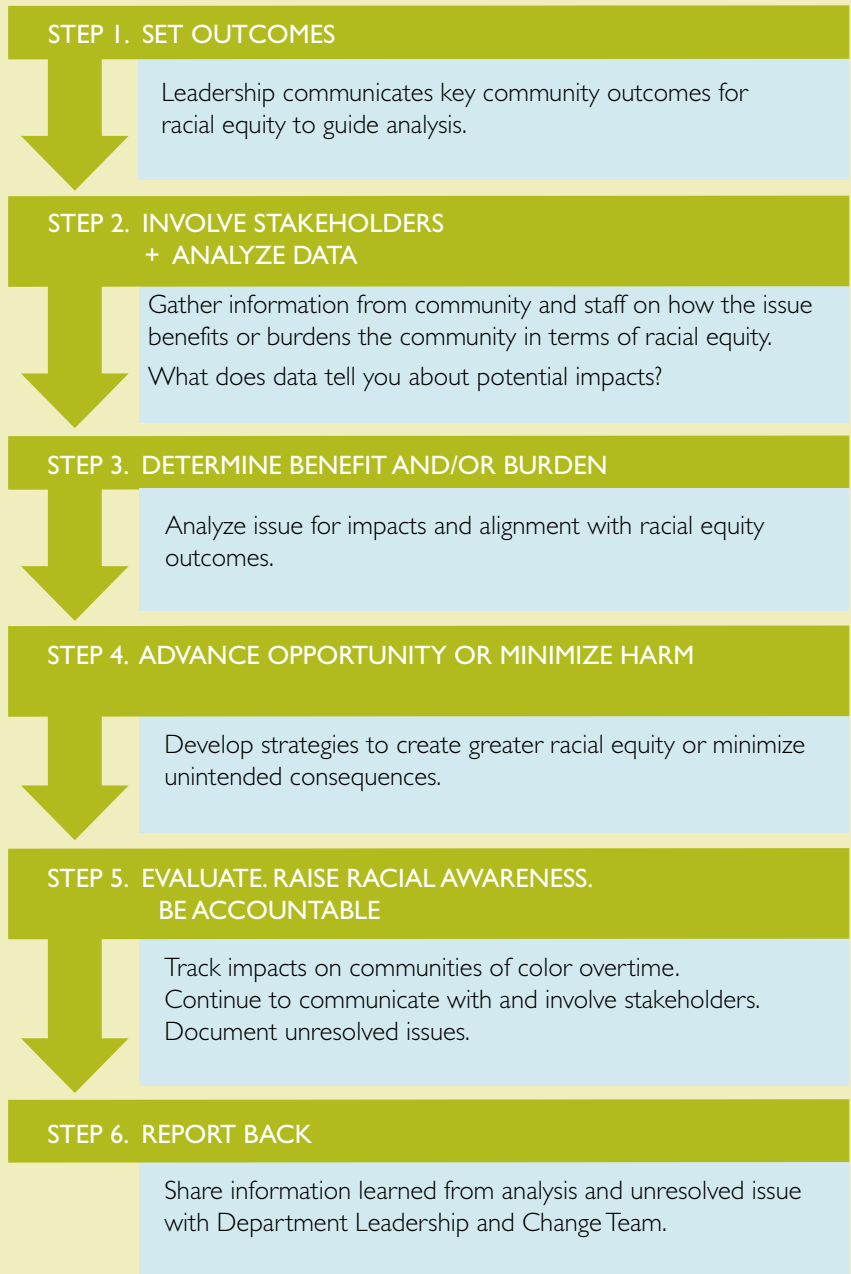 STEP 1. SET OUTCOMES
Leadership communicates key community outcomes for
racial equity to guide analysis.
STEP 2. INVOLVE STAKEHOLDERS
+ ANALYZE DATA
Gather information from community and staff on how the issue
benefits or burdens the community in terms of racial equity.
What does data tell you about potential impacts?
STEP 3. DETERMINE BENEFIT AND/OR BURDEN
Analyze issue for impacts and alignment with racial equity
outcomes.
STEP 4. ADVANCE OPPORTUNITY OR MINIMIZE HARM
Develop strategies to create greater racial equity or minimize
unintended consequences.
STEP 5. EVALUATE. RAISE RACIAL AWARENESS.
BE ACCOUNTABLE
Track impacts on communities of color overtime.
Continue to communicate with and involve stakeholders.
Document unresolved issues.
STEP 6. REPORT BACK
Share information learned from analysis and unresolved issue
with Department Leadership and Change Team.